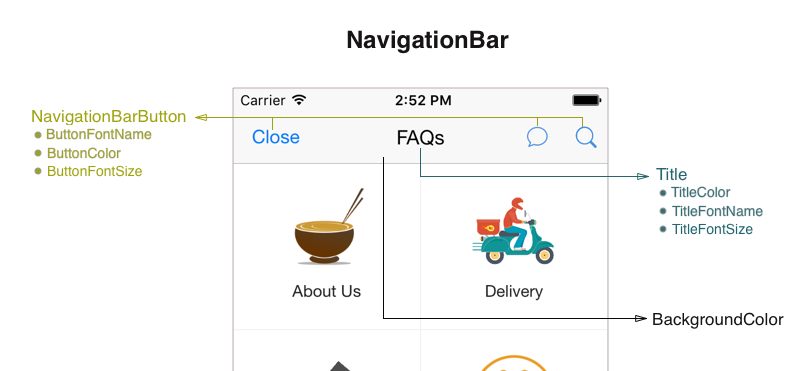 NavigationBar
Carrier 2:52 PM
NavigationBarButton
ButtonFontName
ButtonColor
ButtonFontSize
Close FAQs
Title
TitleColor
TitleFontName
TitleFontSize
About Us Delivery
BackgroundColor